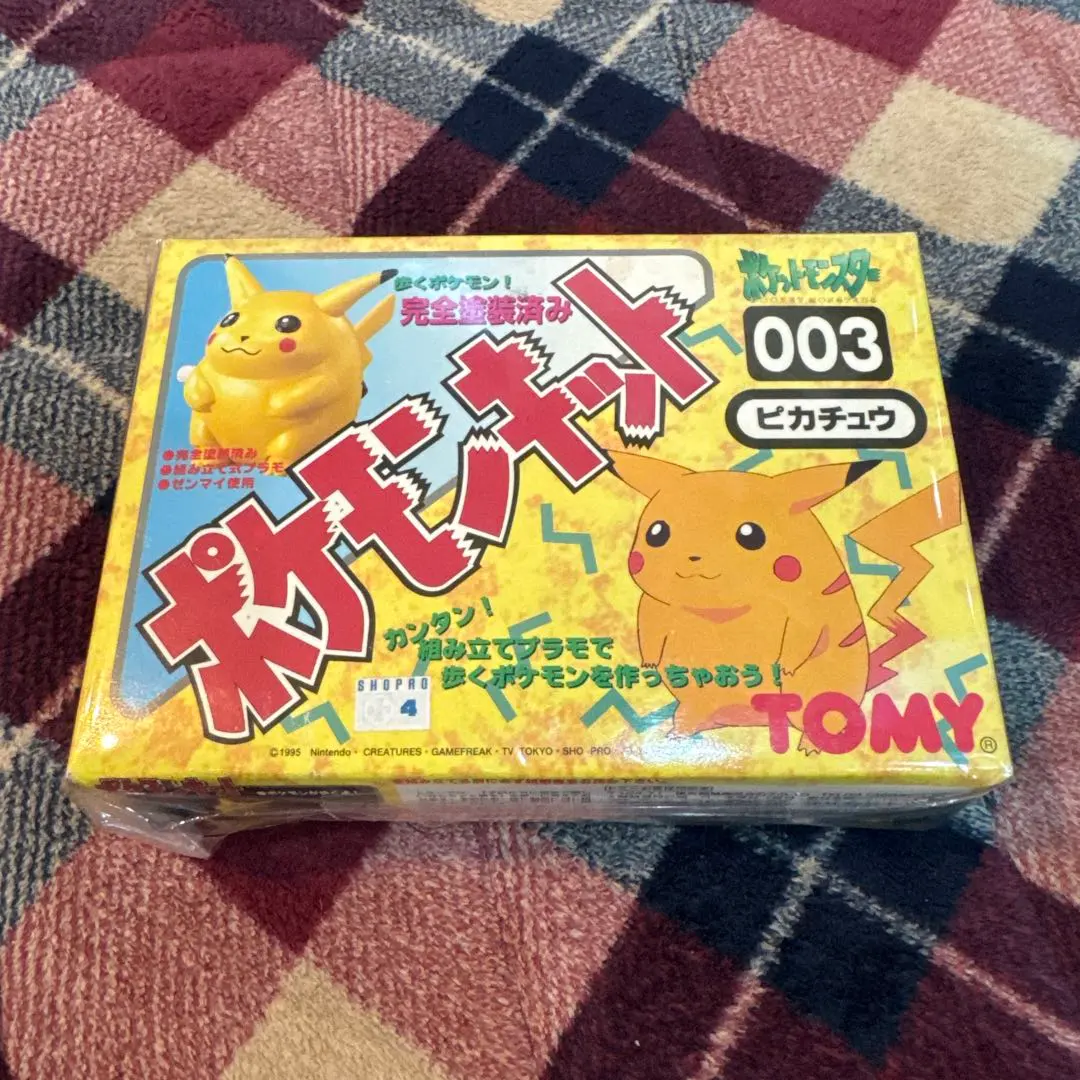 歩くポケモン!
完全塗装済み
ポケモンキット
●完全塗装済み
●組み立て式プラモ
●ゼンマイ使用
ポケットモンスター
003
ピカチュウ
カンタン!
組み立てプラモで
歩くポケモンを作っちゃおう!
SHOPRO
4
TOMY®
©1995 Nintendo・CREATURES・GAMEFREAK・TV TOKYO・SHO-PRO・